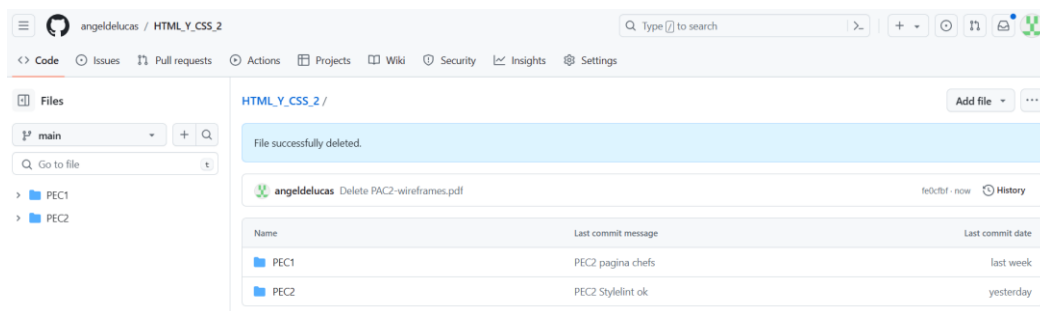 angeldelucas / HTML_Y_CSS_2 Type / to search >_
Code Issues Pull requests Actions Projects Wiki Security Insights Settings
Files
HTML_Y_CSS_2 /
Add file
main
File successfully deleted.
Go to file t
angeldelucas Delete PAC2-wireframes.pdf fe0cfbf · now History
PEC1
PEC2
Name Last commit message Last commit date
PEC1 PEC2 pagina chefs last week
PEC2 PEC2 Stylelint ok yesterday